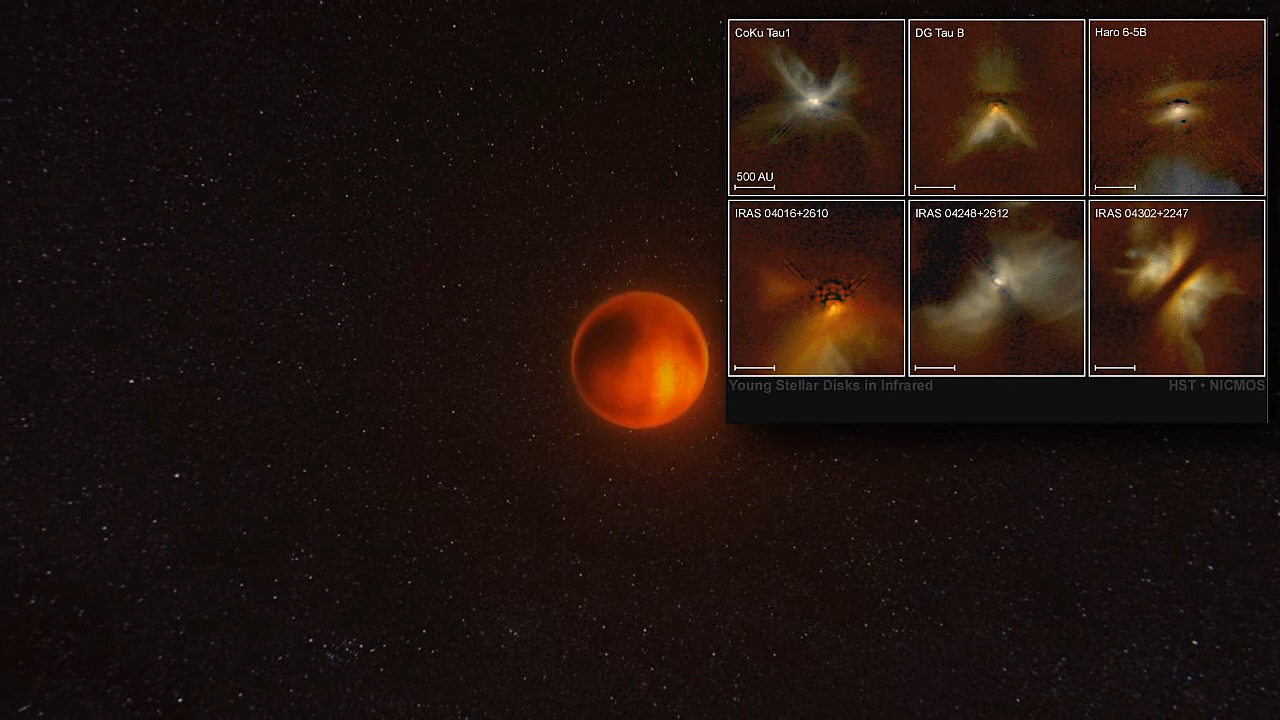 CoKu Tau1
DG Tau B
Haro 6-5B
500 AU
IRAS 04016+2610
IRAS 04248+2612
IRAS 04302+2247
Young Stellar Disks in Infrared
HST • NICMOS